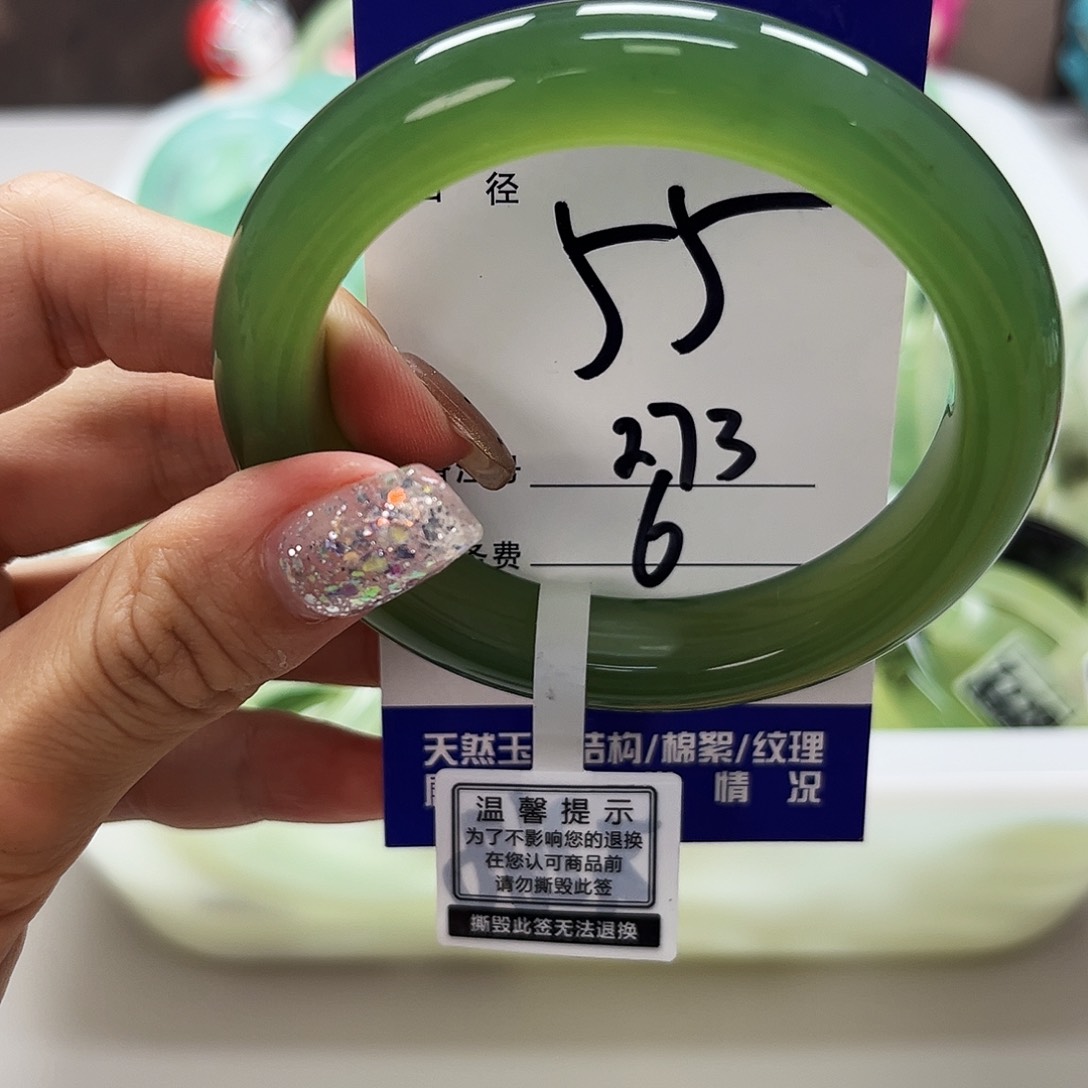 径
55
273
6
费
天然玉 结构/棉絮/纹理
情 况
温馨提示
为了不影响您的退换
在您认可商品前
请勿撕毁此签
撕毁此签无法退换